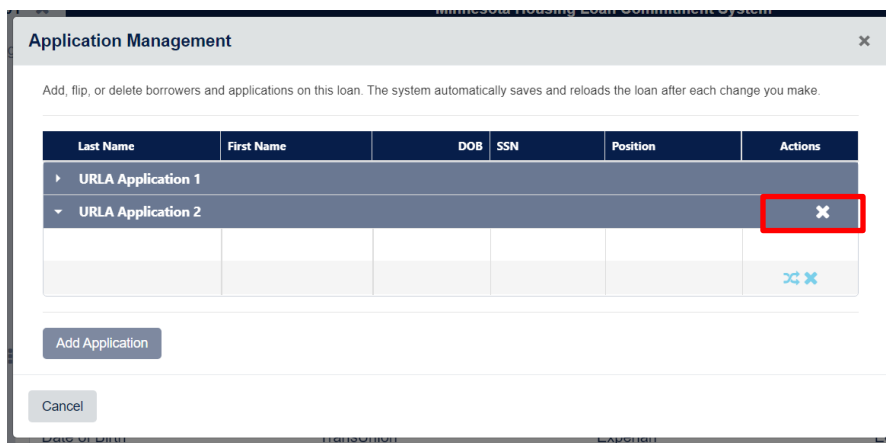 Minnesota Housing Loan Commitment System
Application Management
Add, flip, or delete borrowers and applications on this loan. The system automatically saves and reloads the loan after each change you make.
Last Name First Name DOB SSN Position Actions
URLA Application 1
URLA Application 2
Add Application
Cancel
Date of Birth TransUnion Experian